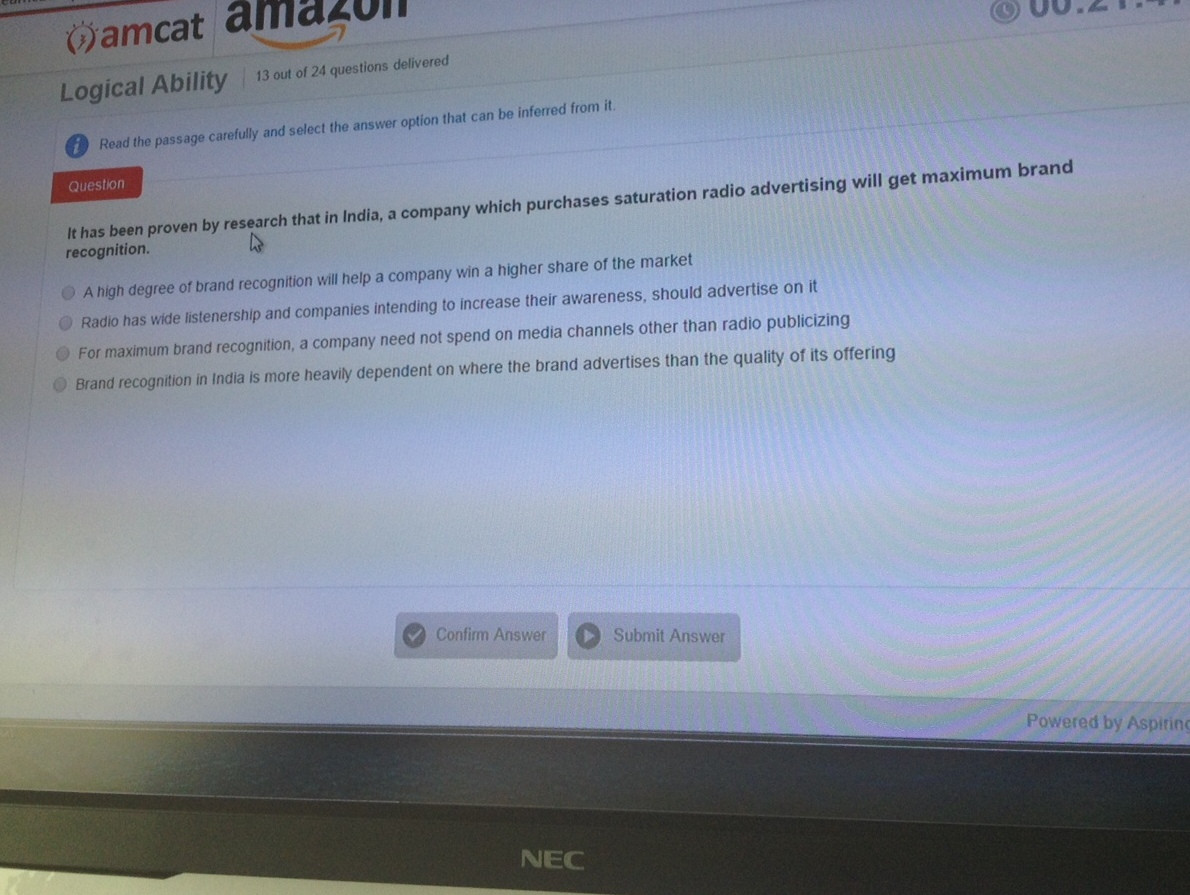 amcat amazon
Logical Ability 13 out of 24 questions delivered
Read the passage carefully and select the answer option that can be inferred from it.
Question
It has been proven by research that in India, a company which purchases saturation radio advertising will get maximum brand
recognition.
A high degree of brand recognition will help a company win a higher share of the market
Radio has wide listenership and companies intending to increase their awareness, should advertise on it
For maximum brand recognition, a company need not spend on media channels other than radio publicizing
Brand recognition in India is more heavily dependent on where the brand advertises than the quality of its offering
Confirm Answer Submit Answer
Powered by Aspiring
NEC